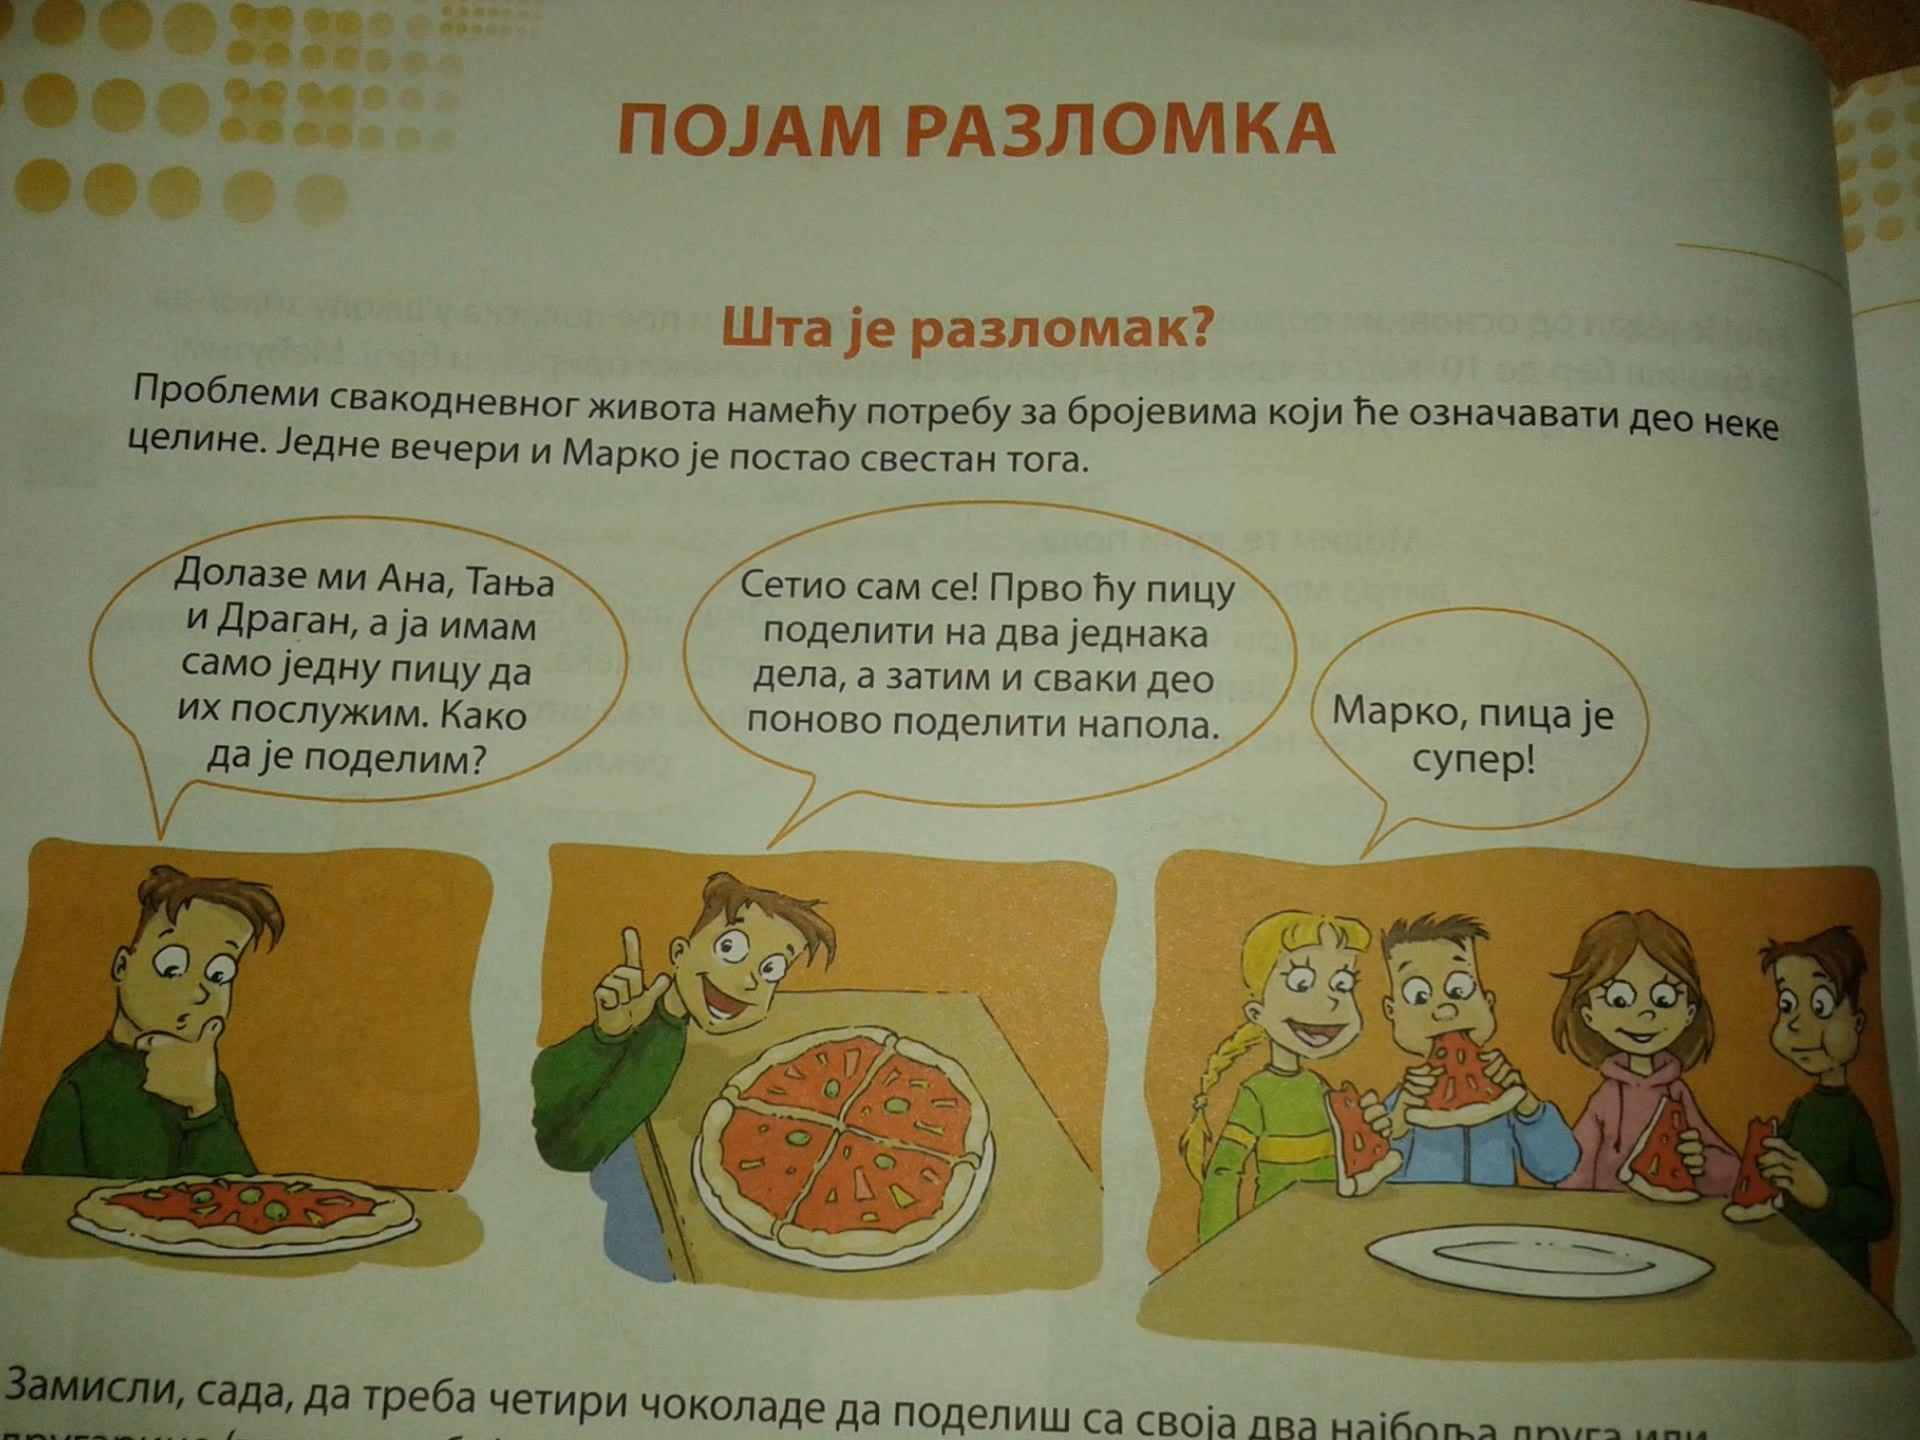 ПОЈАМ РАЗЛОМКА
Шта је разломак?
Проблеми свакодневног живота намећу потребу за бројевима који ће означавати део неке
целине. Једне вечери и Марко је постао свестан тога.
Долазе ми Ана, Тања
и Драган, а ја имам
само једну пицу да
их послужим. Како
да је поделим?
Сетио сам се! Прво ћу пицу
поделити на два једнака
дела, а затим и сваки део
поново поделити напола.
Марко, пица је
супер!
Замисли, сада, да треба четири чоколаде да поделиш са своја два најбоља друга или